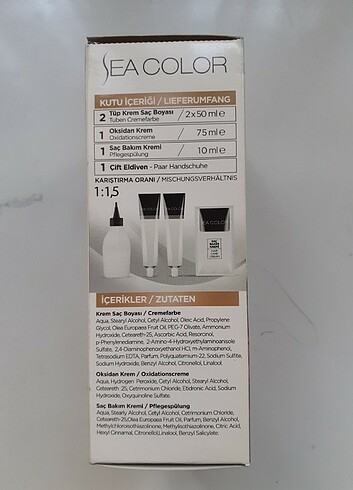 SEA COLOR
KUTU İÇERİĞİ / LIEFERUMFANG
2 Tüp Krem Saç Boyası / 2x50 ml e
Tuben Cremefarbe
1 Oksidan Krem / 75 ml e
Oxidationscreme
1 Saç Bakım Kremi / 10 ml e
Pflegespülung
1 Çift Eldiven - Paar Handschuhe
KARIŞTIRMA ORANI / MISCHUNGSVERHÄLTNIS
1:1,5
SEA COLOR
SAÇ
BAKIM
KREMİ
İÇERİKLER / ZUTATEN
Krem Saç Boyası / Cremefarbe
Aqua, Stearyl Alcohol, Cetyl Alcohol, Oleic Acid, Propylene
Glycol, Olea Europaea Fruit Oil, PEG-7 Olivate, Ammonium
Hydroxide, Ceteareth-25, Ascorbic Acid, Resorcinol,
p-Phenylenediamine, 2-Amino-4-Hydroxyethylaminoanisole
Sulfate, 2,4-Diaminophenoxyethanol HCl, m-Aminophenol,
Tetrasodium EDTA, Parfum, Polyquaternium-22, Sodium Sulfite,
Sodium Hydroxide, Benzyl Alcohol, Citronellol, Linalool.
Oksidan Krem / Oxidationscreme
Aqua, Hydrogen Peroxide, Cetyl Alcohol, Stearyl Alcohol,
Ceteareth-25, Cetrimonium Chloride, Etidronic Acid, Sodium
Hydroxide, Oxyquinoline Sulfate.
Saç Bakım Kremi / Pflegespülung
Aqua, Stearly Alcohol, Cetyl Alcohol, Cetrimonium Chloride,
Ceteareth-25, Olea Europaea Fruit Oil, Parfum, Benzyl Alcohol,
Methylchloroisothiazolinone, Methylisothiazolinone, Citric Acid,
Hexyl Cinnamal, Citronellol, Linalool, Benzyl Salicylate.